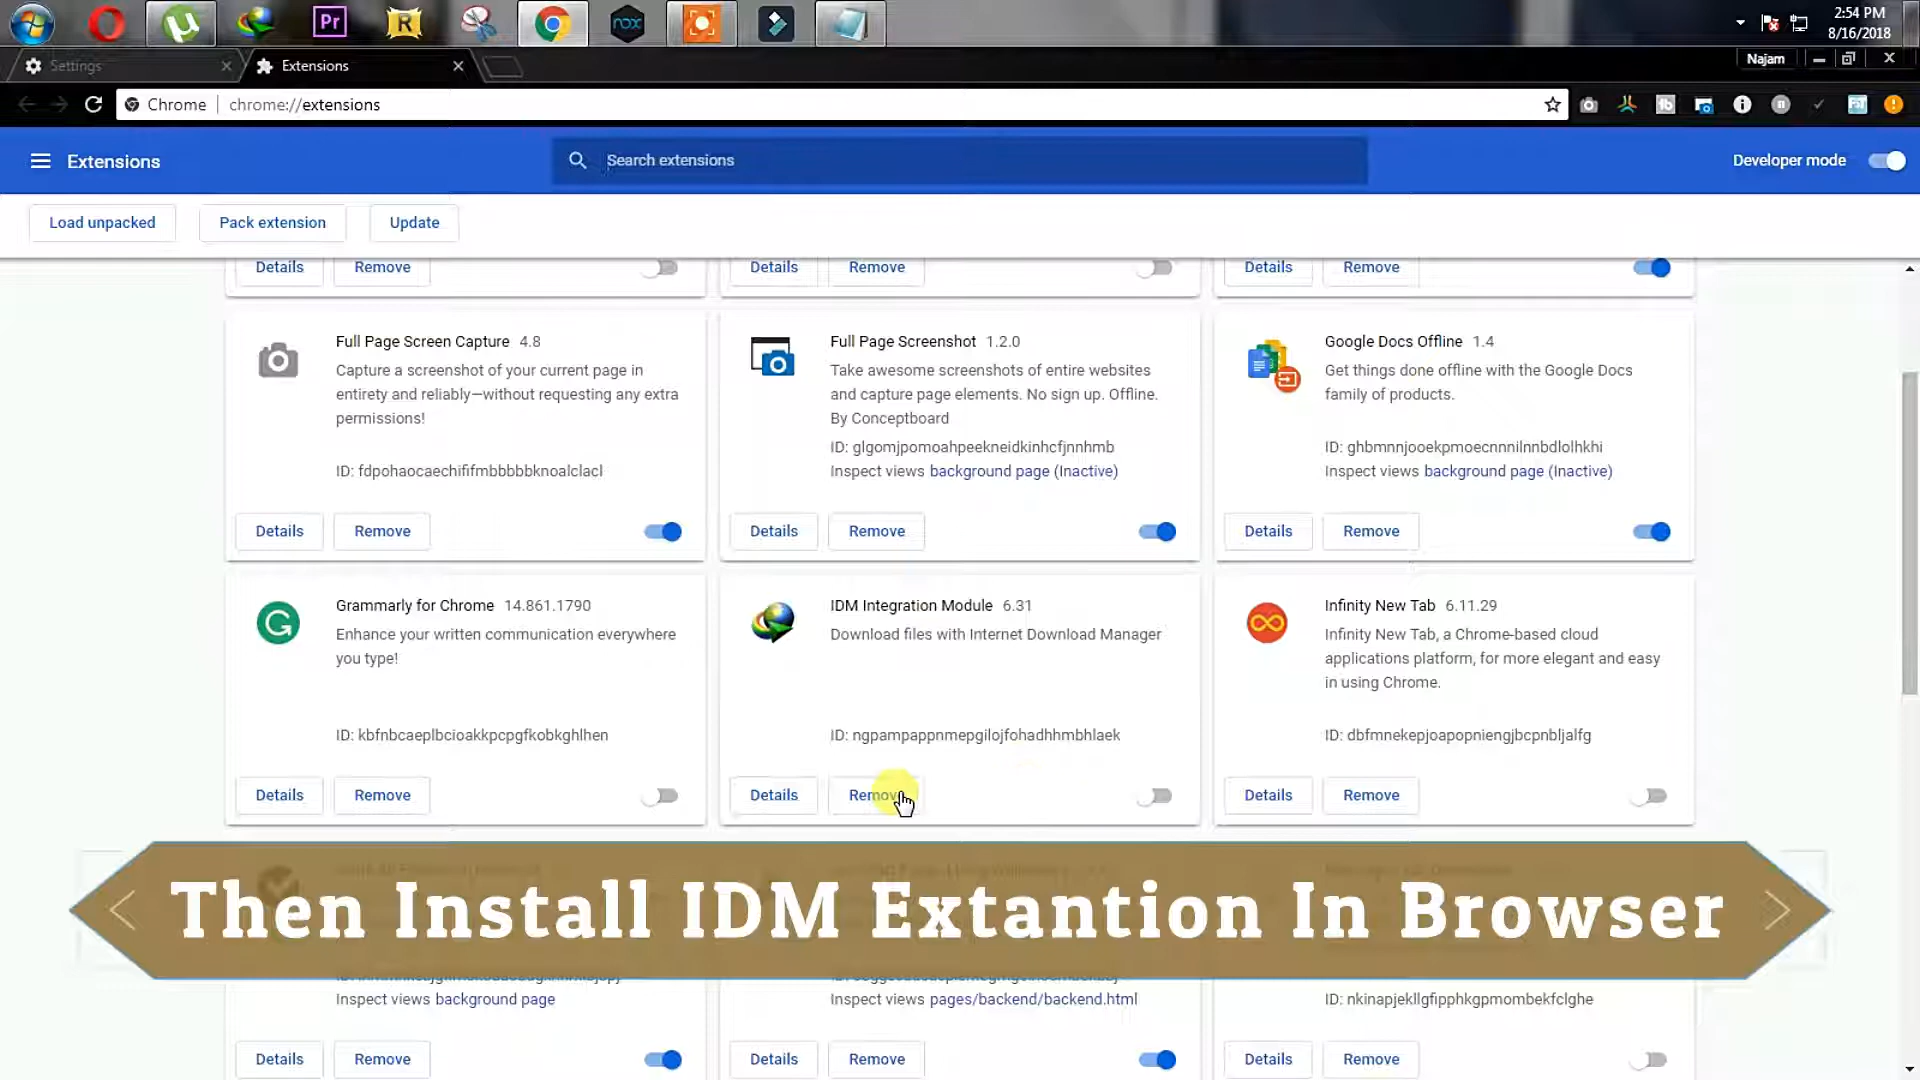 Pr
R
nox
2:54 PM
8/16/2018
Settings
Extensions
Najam
Chrome
chrome://extensions
Extensions
Search extensions
Developer mode
Load unpacked
Pack extension
Update
Details
Remove
Details
Remove
Details
Remove
Full Page Screen Capture 4.8
Capture a screenshot of your current page in
entirety and reliably—without requesting any extra
permissions!
ID: fdpohaocaechififmbbbbbknoalclacl
Details
Remove
Full Page Screenshot 1.2.0
Take awesome screenshots of entire websites
and capture page elements. No sign up. Offline.
By Conceptboard
ID: glgomjpomoahpeekneidkinhcfjnnhmb
Inspect views background page (Inactive)
Details
Remove
Google Docs Offline 1.4
Get things done offline with the Google Docs
family of products.
ID: ghbmnnjooekpmoecnnnilnnbdlolhkhi
Inspect views background page (Inactive)
Details
Remove
Grammarly for Chrome 14.861.1790
Enhance your written communication everywhere
you type!
ID: kbfnbcaeplbcioakkpcpgfkobkghlhen
Details
Remove
IDM Integration Module 6.31
Download files with Internet Download Manager
ID: ngpampappnmepgilojfohadhhmbhlaek
Details
Remove
Infinity New Tab 6.11.29
Infinity New Tab, a Chrome-based cloud
applications platform, for more elegant and easy
in using Chrome.
ID: dbfmnekepjoapopniengjbcpnbljalfg
Details
Remove
Then Install IDM Extantion In Browser
Inspect views background page
Details
Remove
Inspect views pages/backend/backend.html
Details
Remove
ID: nkinapjekllgfipphkgpmombekfclghe
Details
Remove